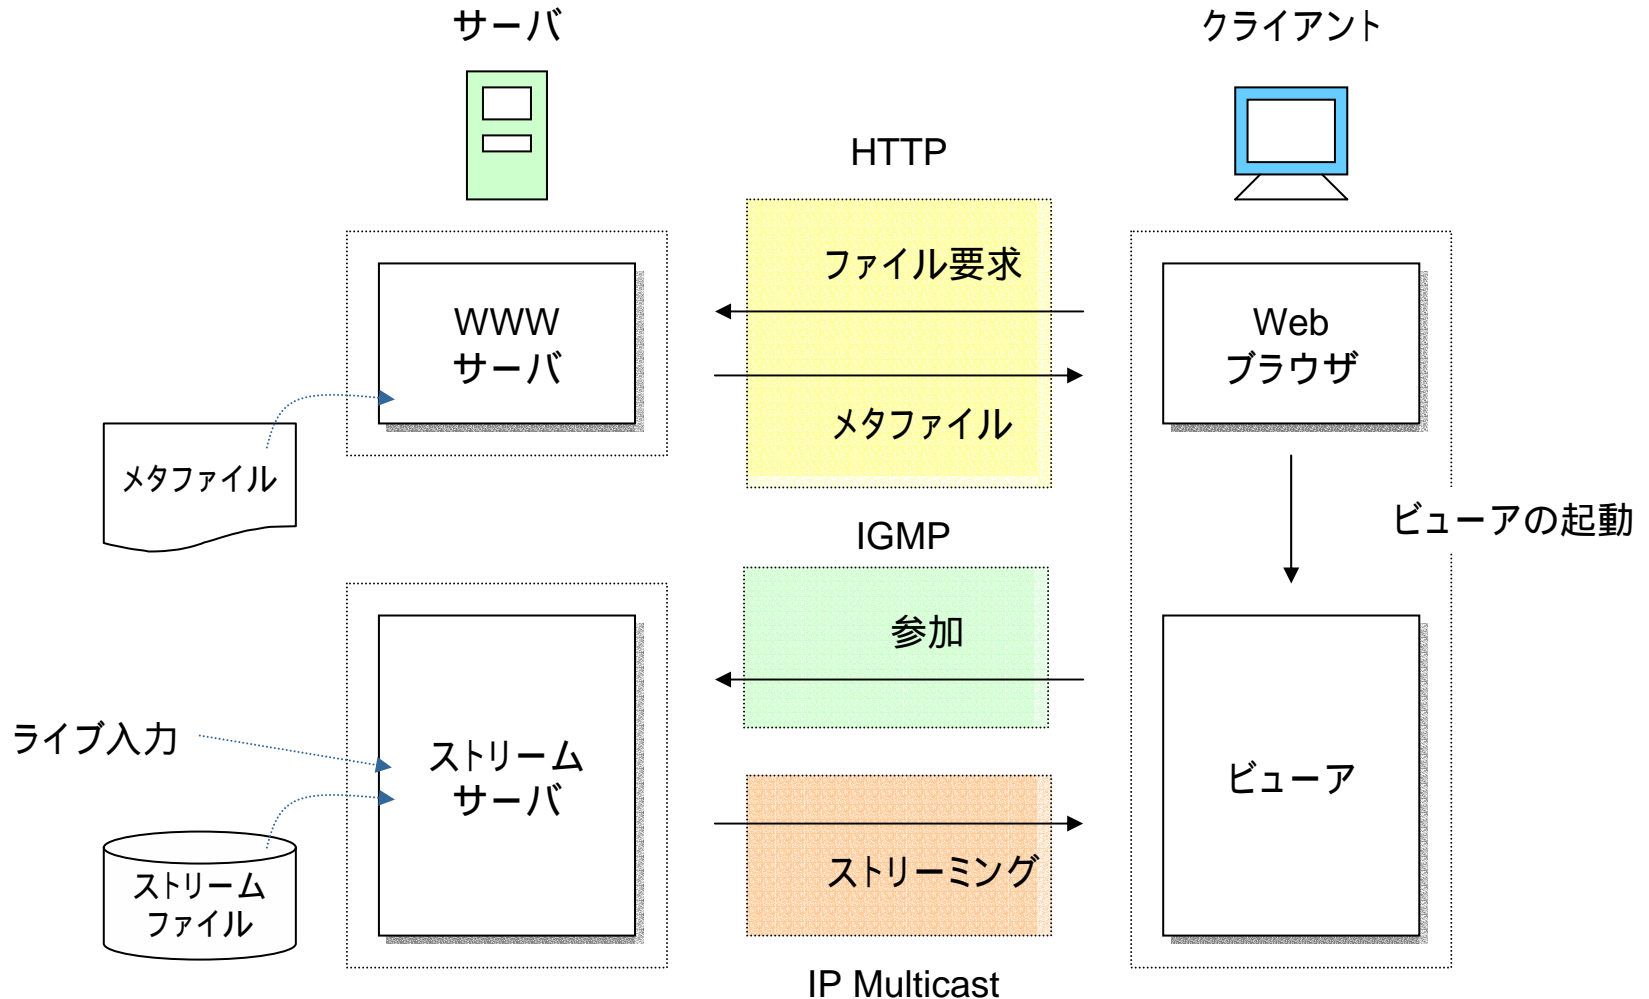 サーバ
クライアント
HTTP
ファイル要求
WWW
サーバ
Web
ブラウザ
メタファイル
メタファイル
ビューアの起動
IGMP
参加
ライブ入力
ストリーム
サーバ
ビューア
ストリーミング
ストリーム
ファイル
IP Multicast